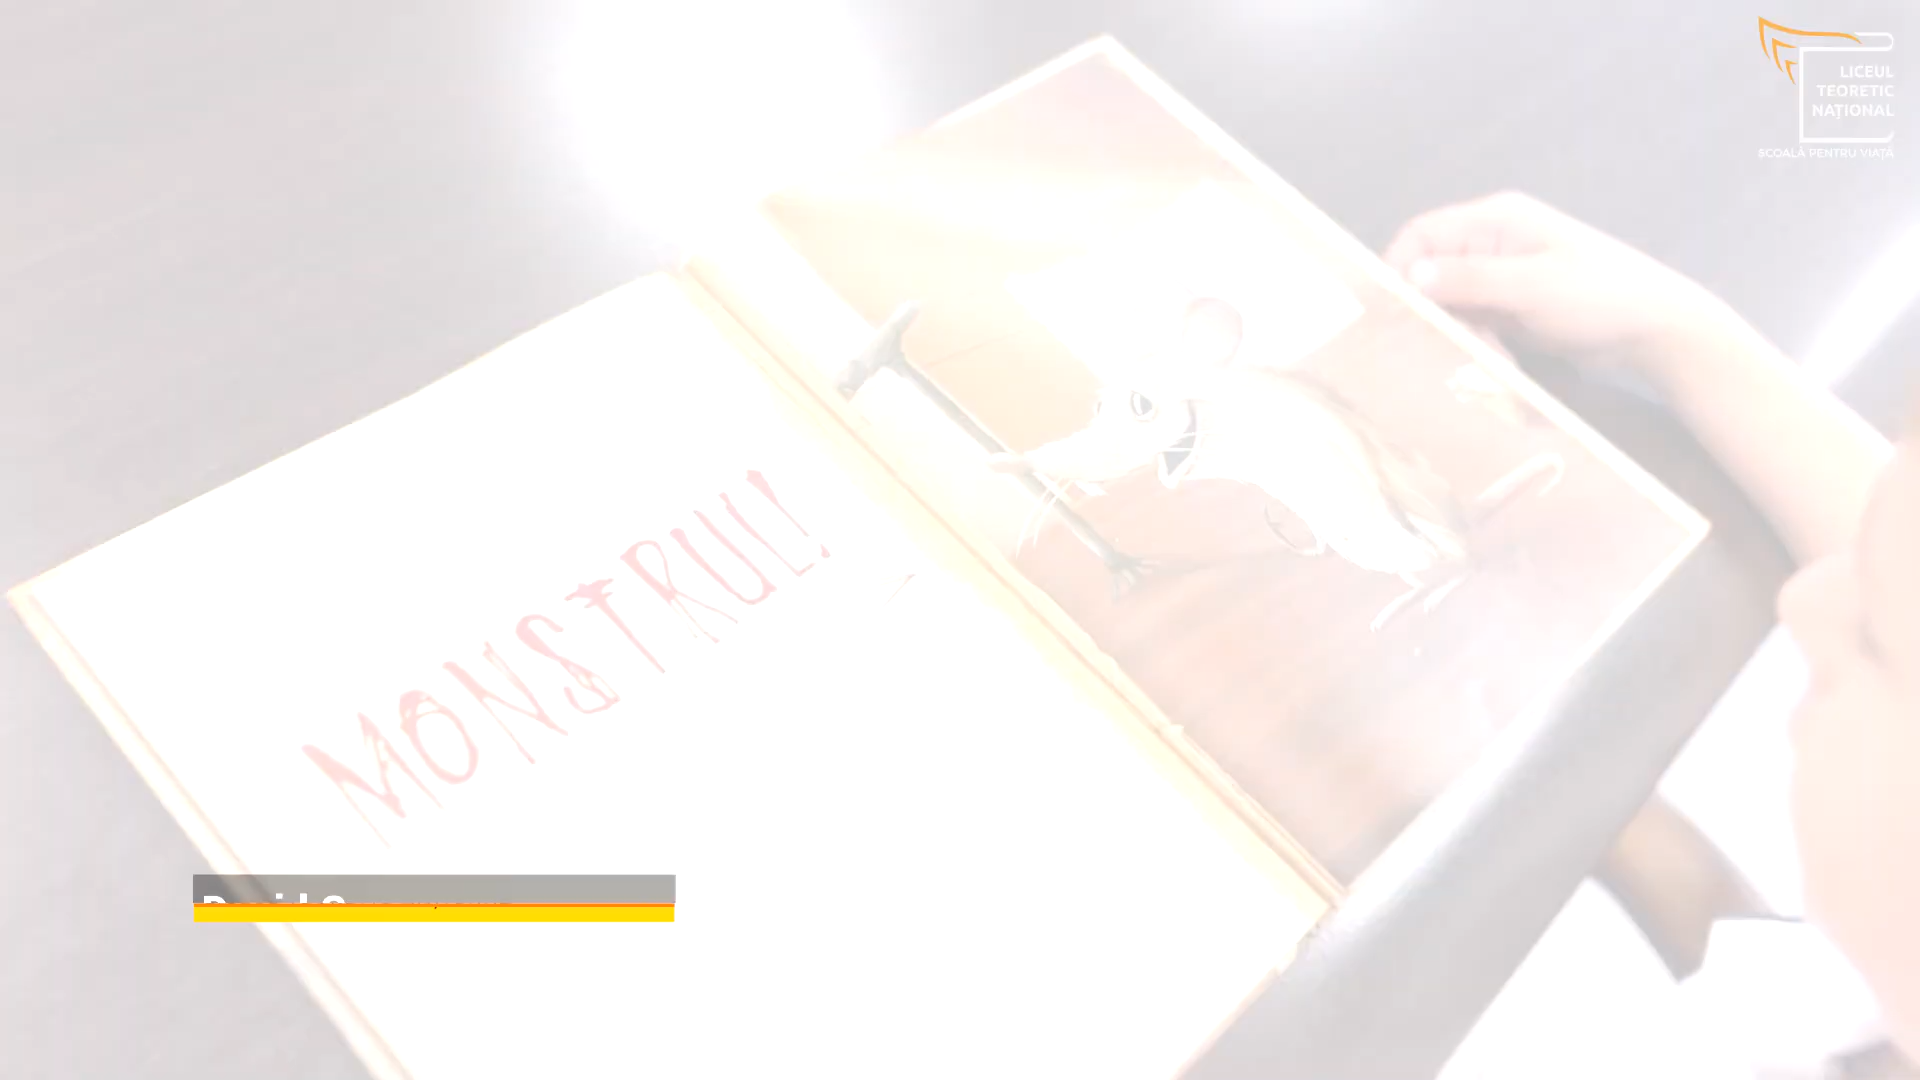 LICEUL
TEORETIC
NAȚIONAL
ȘCOALĂ PENTRU VIAȚĂ
MONSTRUL!